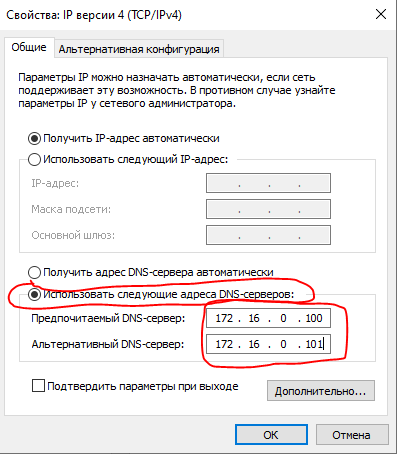 Свойства: IP версии 4 (TCP/IPv4)
Общие Альтернативная конфигурация
Параметры IP можно назначать автоматически, если сеть
поддерживает эту возможность. В противном случае узнайте
параметры IP у сетевого администратора.
Получить IP-адрес автоматически
Использовать следующий IP-адрес:
IP-адрес: . . .
Маска подсети: . . .
Основной шлюз: . . .
Получить адрес DNS-сервера автоматически
Использовать следующие адреса DNS-серверов:
Предпочитаемый DNS-сервер: 172 . 16 . 0 . 100
Альтернативный DNS-сервер: 172 . 16 . 0 . 101
Подтвердить параметры при выходе
Дополнительно...
ОК Отмена